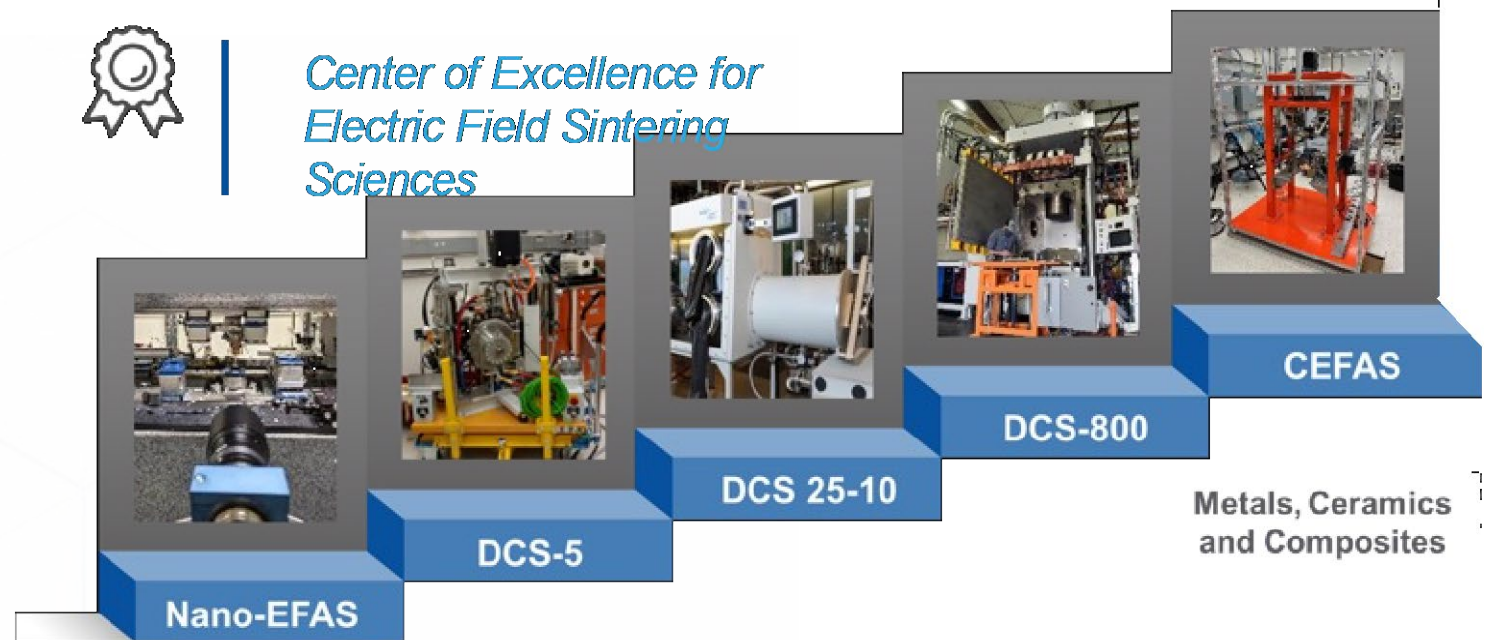 Center of Excellence for
Electric Field Sintering
Sciences
Nano-EFAS
DCS-5
DCS 25-10
DCS-800
CEFAS
Metals, Ceramics
and Composites